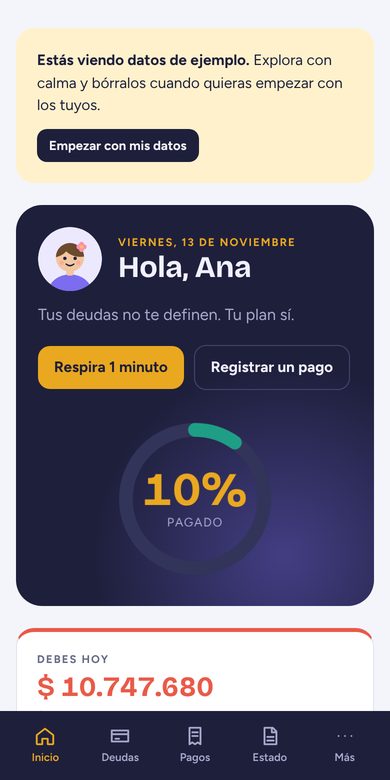 Estás viendo datos de ejemplo. Explora con
calma y bórralos cuando quieras empezar con
los tuyos.
Empezar con mis datos
VIERNES, 13 DE NOVIEMBRE
Hola, Ana
Tus deudas no te definen. Tu plan sí.
Respira 1 minuto
Registrar un pago
10%
PAGADO
DEBES HOY
$ 10.747.680
Inicio
Deudas
Pagos
Estado
Más